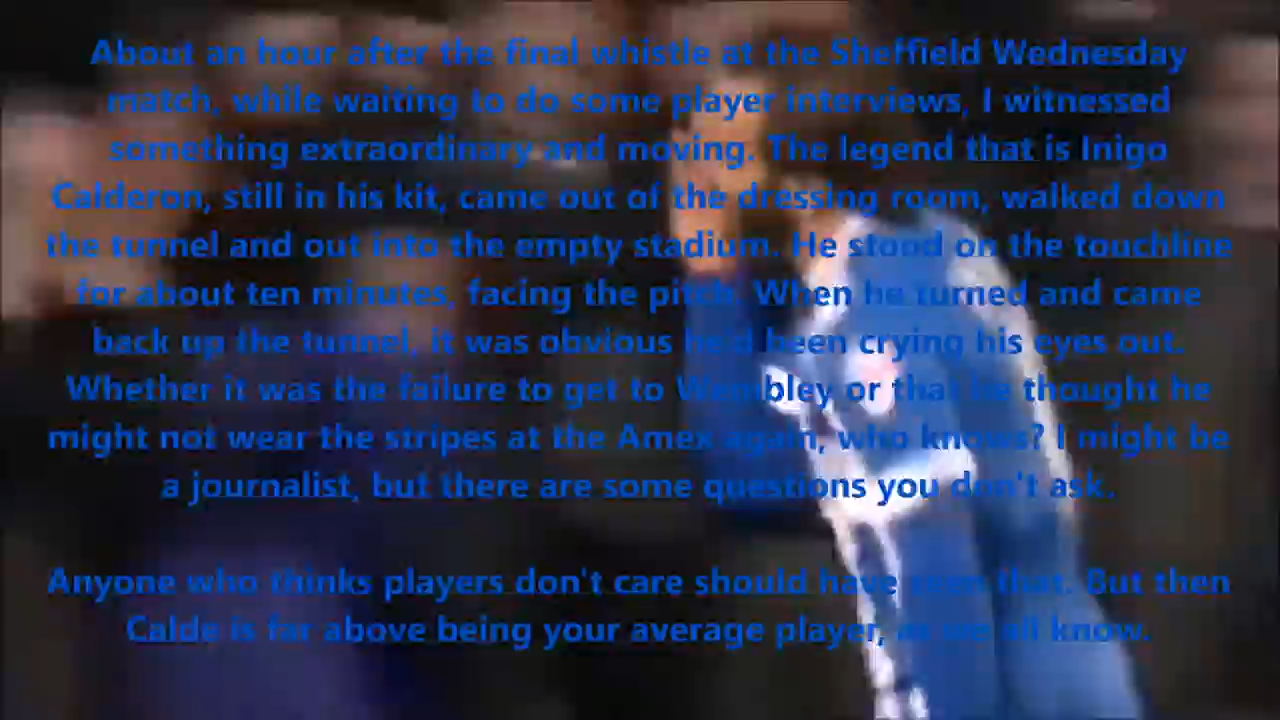 About an hour after the final whistle at the Sheffield Wednesday
match, while waiting to do some player interviews, I witnessed
something extraordinary and moving. The legend that is Inigo
Calderon, still in his kit, came out of the dressing room, walked down
the tunnel and out into the empty stadium. He stood on the touchline
for about ten minutes, facing the pitch. When he turned and came
back up the tunnel, it was obvious he'd been crying his eyes out.
Whether it was the failure to get to Wembley or that he thought he
might not wear the stripes at the Amex again, who knows? I might be
a journalist, but there are some questions you don't ask.
Anyone who thinks players don't care should have seen that. But then
Calde is far above being your average player, as we all know.